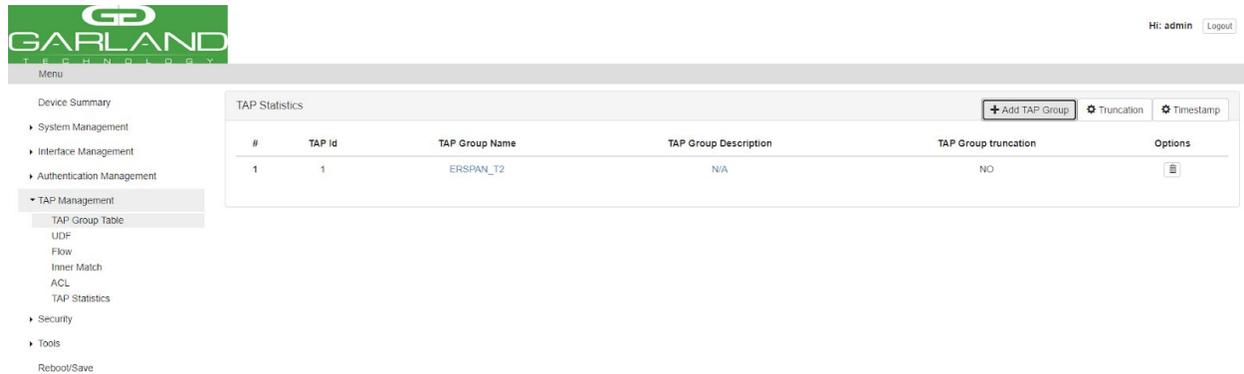 GARLAND
TECHNOLOGY
Hi: admin Logout
Menu
Device Summary
System Management
Interface Management
Authentication Management
TAP Management
TAP Group Table
UDF
Flow
Inner Match
ACL
TAP Statistics
Security
Tools
Reboot/Save
TAP Statistics
Add TAP Group Truncation Timestamp
# TAP Id TAP Group Name TAP Group Description TAP Group truncation Options
1 1 ERSPAN_T2 N/A NO